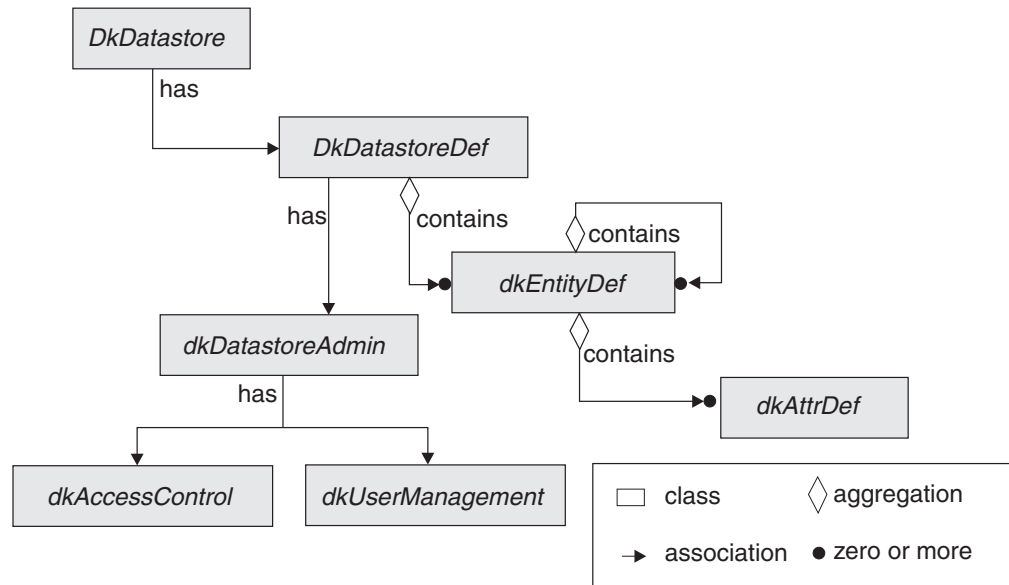 DkDatastore
has
DkDatastoreDef
has
contains
contains
dkEntityDef
dkDatastoreAdmin
contains
has
dkAttrDef
dkAccessControl
dkUserManagement
class
aggregation
association
zero or more